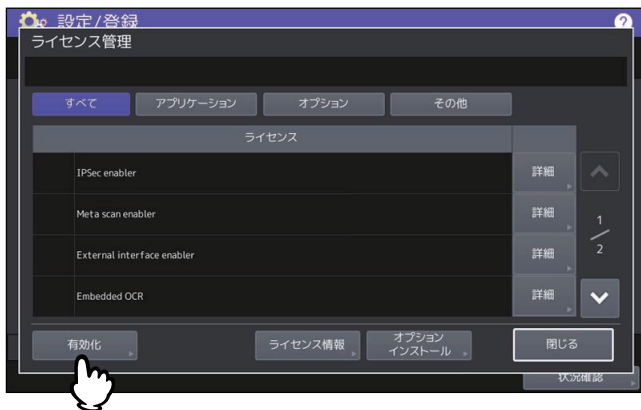 設定/登録
?
ライセンス管理
すべて
アプリケーション
オプション
その他
ライセンス
IPSec enabler
詳細
Meta scan enabler
詳細
1
External interface enabler
詳細
2
Embedded OCR
詳細
有効化
ライセンス情報
オプション
インストール
閉じる
状況確認